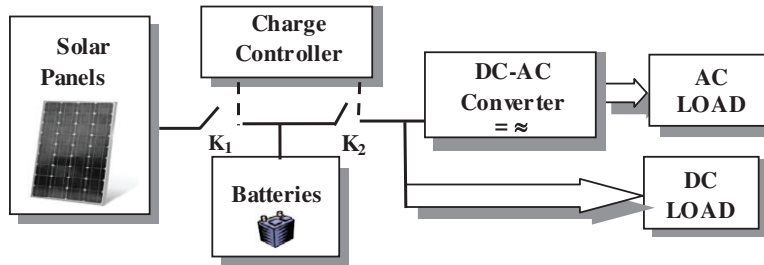 Solar
Panels
Charge
Controller
K1
K2
Batteries
DC-AC
Converter
= ≈
AC
LOAD
DC
LOAD